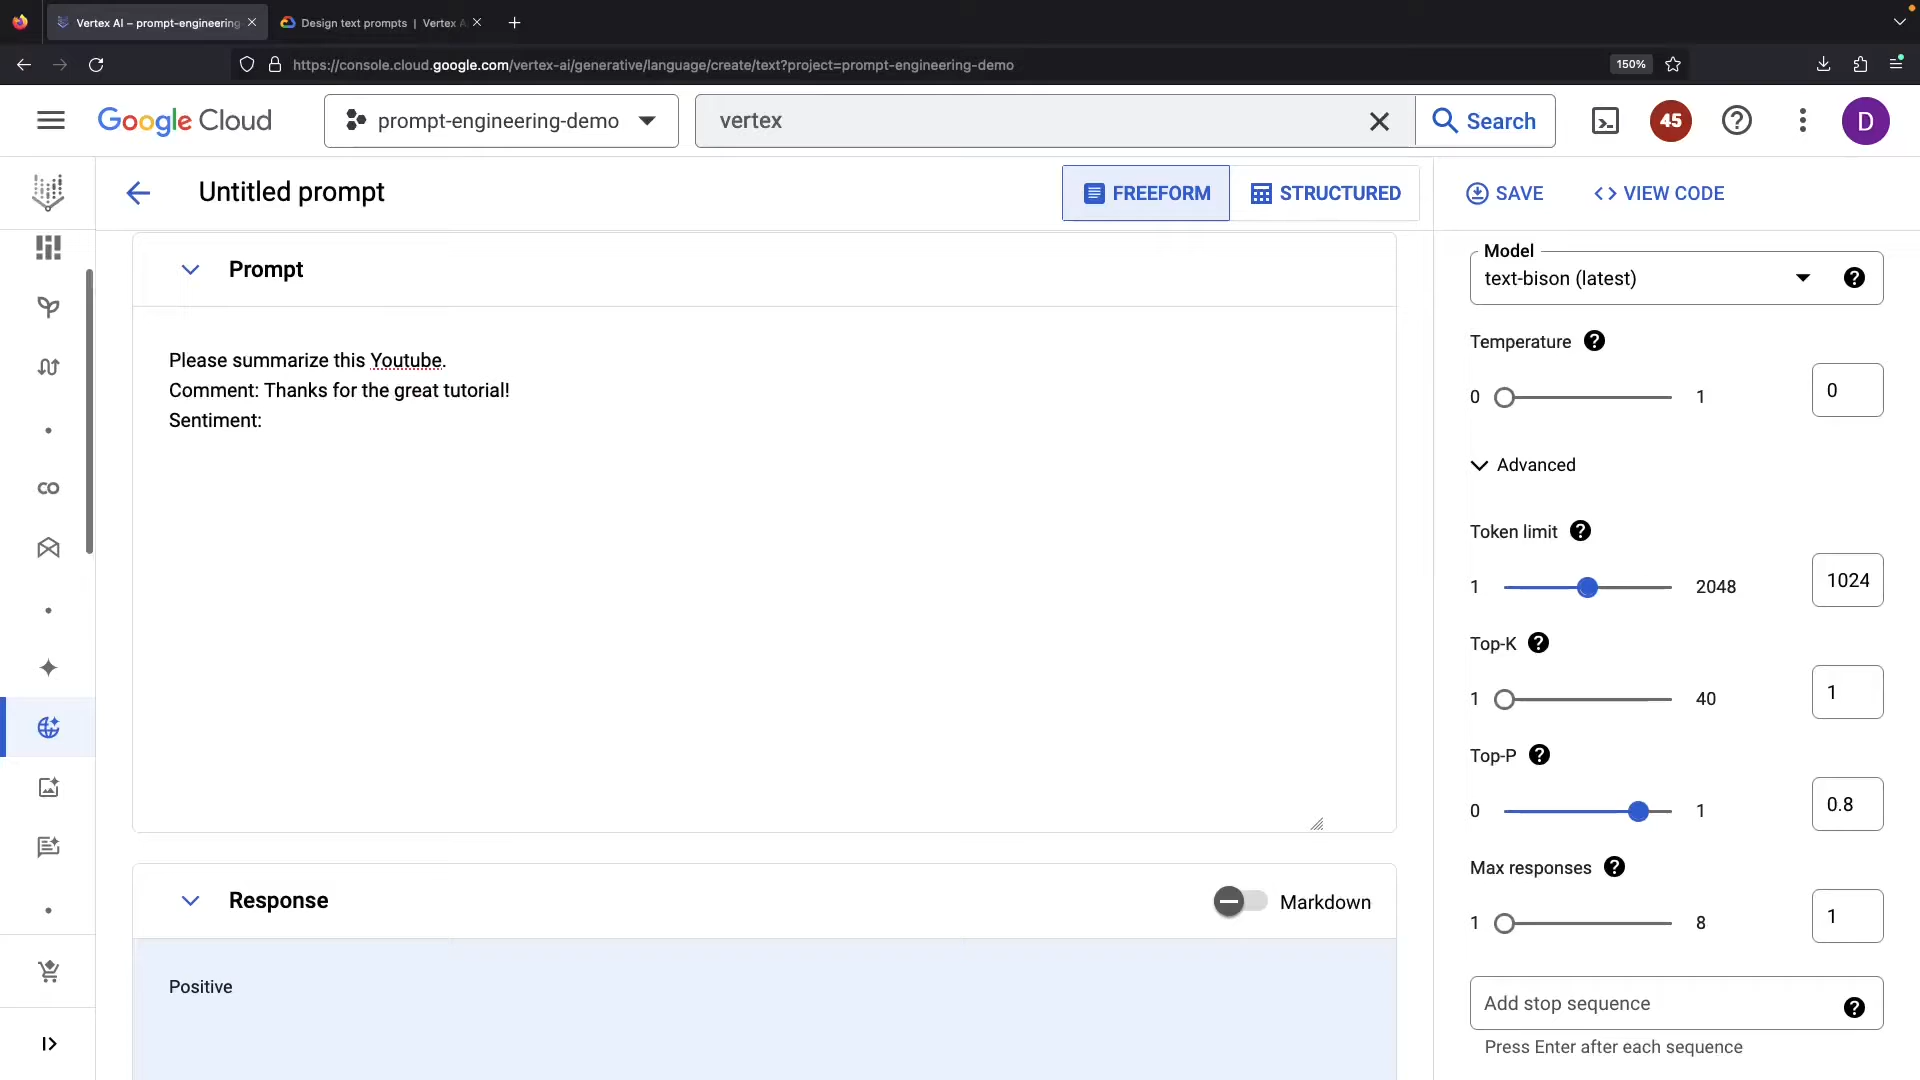 Vertex AI – prompt-engineering
Design text prompts | Vertex A
https://console.cloud.google.com/vertex-ai/generative/language/create/text?project=prompt-engineering-demo
150%
Google Cloud
prompt-engineering-demo
vertex
Search
45
D
Untitled prompt
FREEFORM
STRUCTURED
SAVE
VIEW CODE
Prompt
Please summarize this Youtube.
Comment: Thanks for the great tutorial!
Sentiment:
Response
Markdown
Positive
Model
text-bison (latest)
Temperature
0
1
0
Advanced
Token limit
1
2048
1024
Top-K
1
40
1
Top-P
0
1
0.8
Max responses
1
8
1
Add stop sequence
Press Enter after each sequence